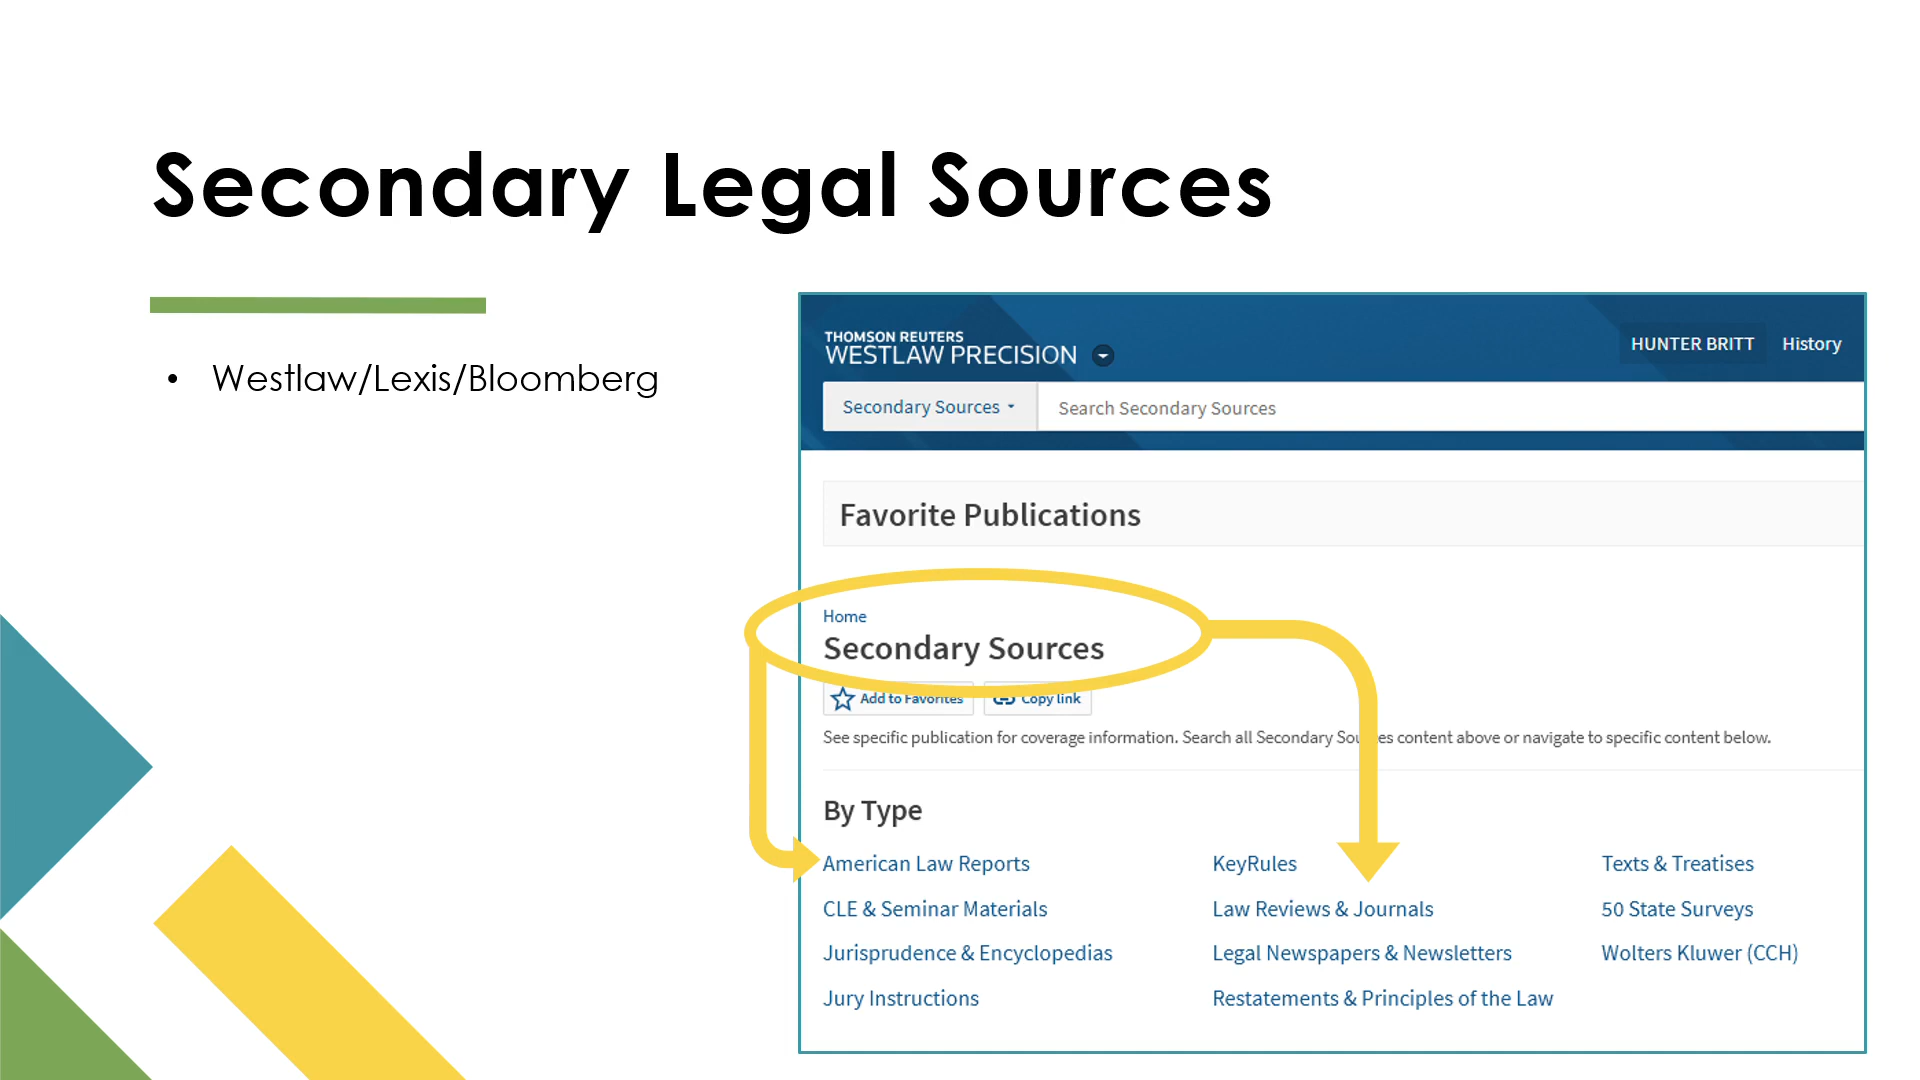 Secondary Legal Sources
• Westlaw/Lexis/Bloomberg
THOMSON REUTERS
WESTLAW PRECISION
HUNTER BRITT History
Secondary Sources Search Secondary Sources
Favorite Publications
Home
Secondary Sources
Add to Favorites Copy link
See specific publication for coverage information. Search all Secondary Sources content above or navigate to specific content below.
By Type
American Law Reports
CLE & Seminar Materials
Jurisprudence & Encyclopedias
Jury Instructions
KeyRules
Law Reviews & Journals
Legal Newspapers & Newsletters
Restatements & Principles of the Law
Texts & Treatises
50 State Surveys
Wolters Kluwer (CCH)